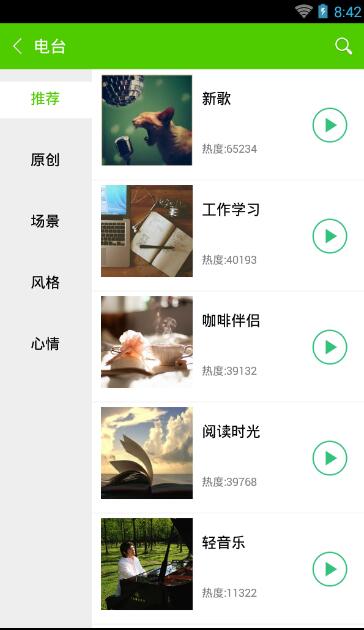 8:42
电台
推荐
原创
场景
风格
心情
新歌
热度:65234
工作学习
热度:40193
咖啡伴侣
热度:39132
阅读时光
热度:39768
轻音乐
热度:11322